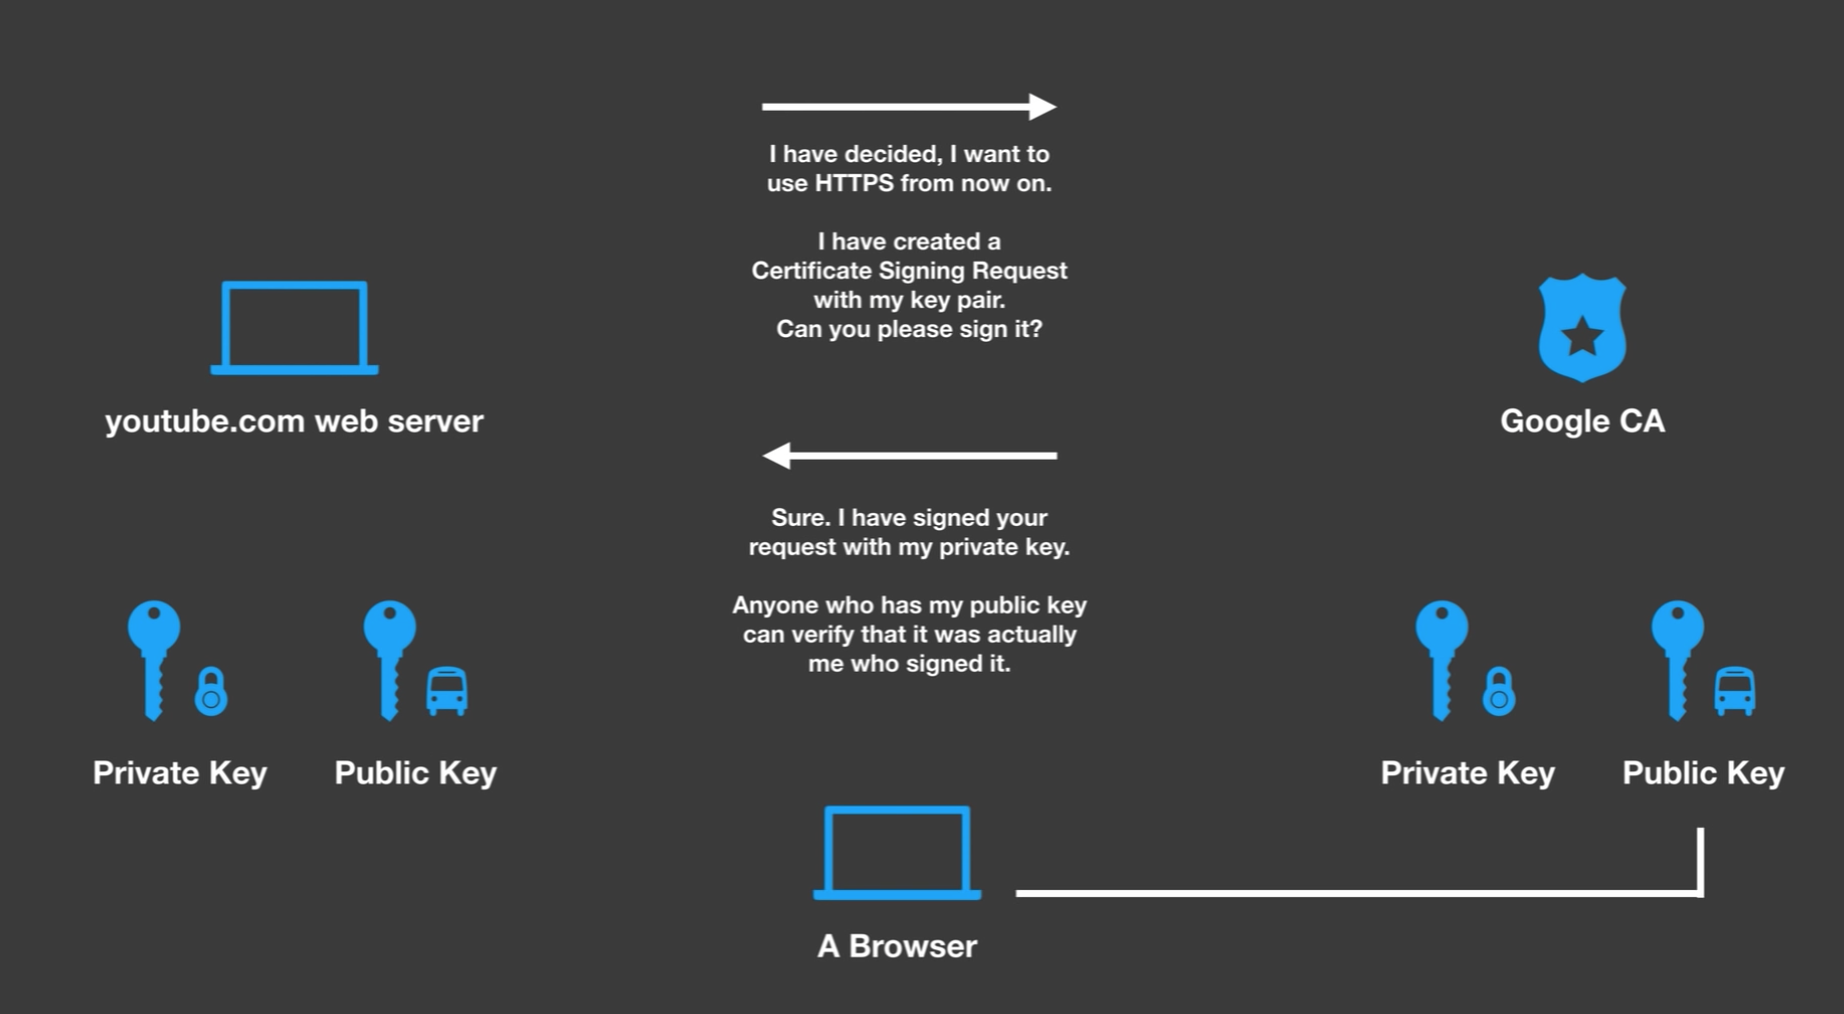 I have decided, I want to
use HTTPS from now on.
I have created a
Certificate Signing Request
with my key pair.
Can you please sign it?
youtube.com web server
Google CA
Sure. I have signed your
request with my private key.
Anyone who has my public key
can verify that it was actually
me who signed it.
Private Key
Public Key
Private Key
Public Key
A Browser